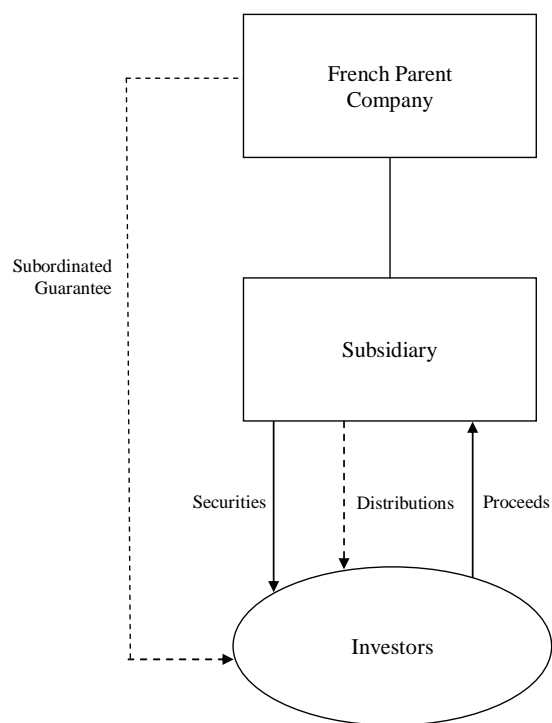 French Parent
Company
Subordinated
Guarantee
Subsidiary
Securities
Distributions
Proceeds
Investors